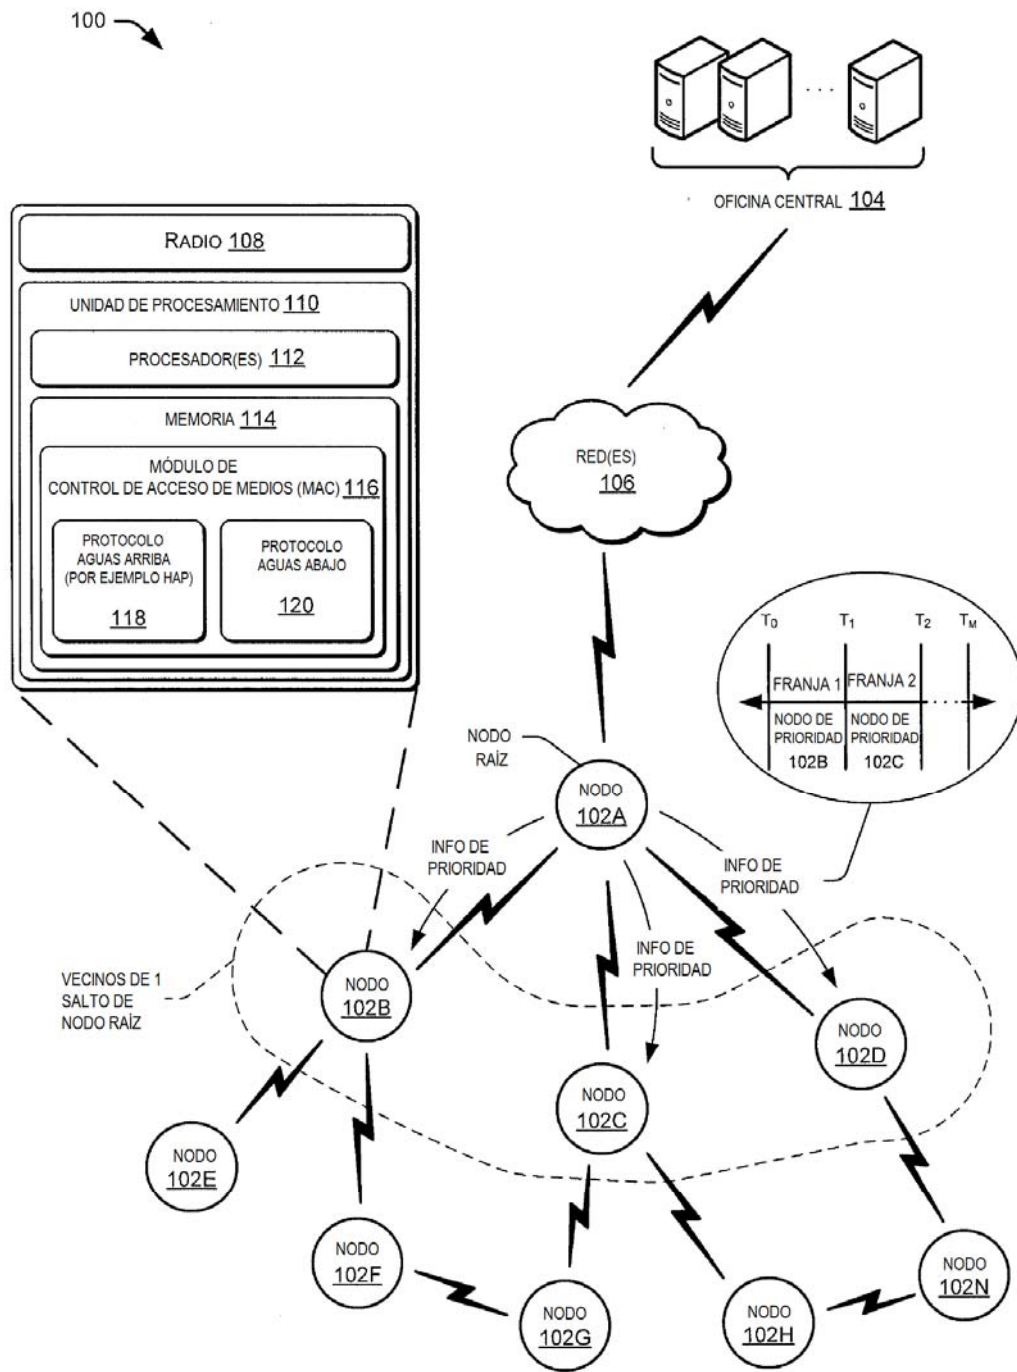 100
OFICINA CENTRAL 104
RADIO 108
UNIDAD DE PROCESAMIENTO 110
PROCESADOR(ES) 112
MEMORIA 114
MÓDULO DE
CONTROL DE ACCESO DE MEDIOS (MAC) 116
PROTOCOLO
AGUAS ARRIBA
(POR EJEMPLO HAP)
118
PROTOCOLO
AGUAS ABAJO
120
RED(ES)
106
T0 T1 T2 TM
FRANJA 1 FRANJA 2
NODO DE
PRIORIDAD
102B
NODO DE
PRIORIDAD
102C
NODO
RAÍZ
NODO
102A
INFO DE
PRIORIDAD
INFO DE
PRIORIDAD
INFO DE
PRIORIDAD
VECINOS DE 1
SALTO DE
NODO RAÍZ
NODO
102B
NODO
102D
NODO
102C
NODO
102E
NODO
102F
NODO
102G
NODO
102H
NODO
102N